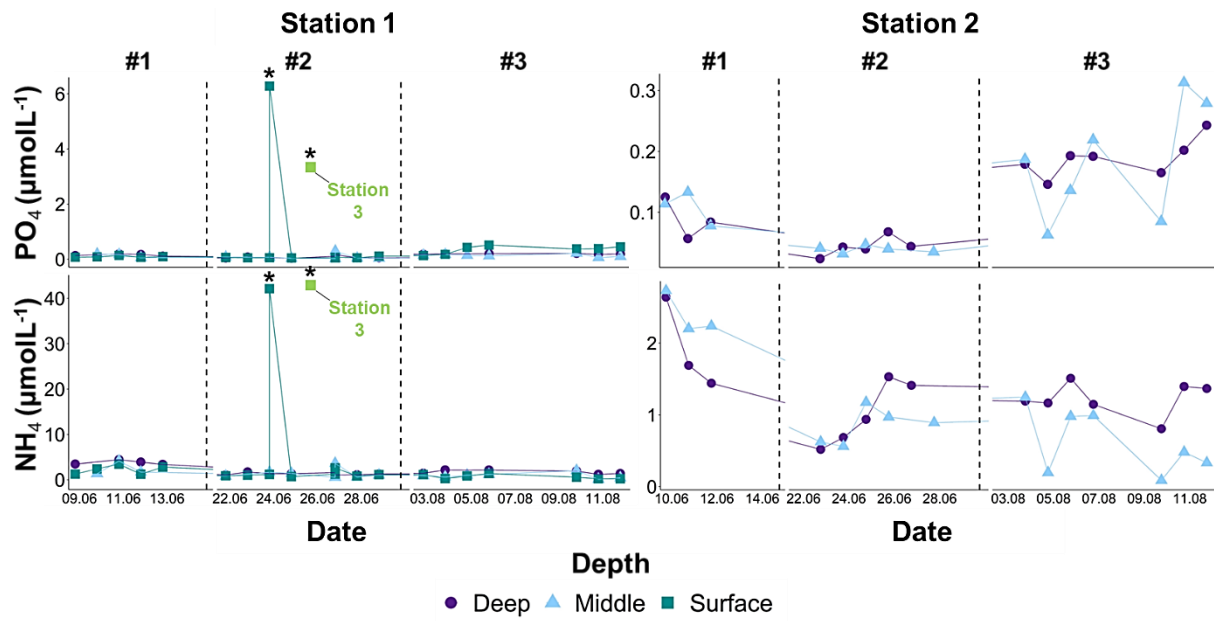 Station 1 Station 2
#1 #2 #3 #1 #2 #3
PO₄ (µmolL⁻¹)
6
4
2
0
*
*
Station
3
0.3
0.2
0.1
NH₄ (µmolL⁻¹)
40
30
20
10
0
*
*
Station
3
2
1
0
09.06 11.06 13.06 22.06 24.06 26.06 28.06 03.08 05.08 07.08 09.08 11.08 10.06 12.06 14.06 22.06 24.06 26.06 28.06 03.08 05.08 07.08 09.08 11.08
Date Date
Depth
Deep Middle Surface